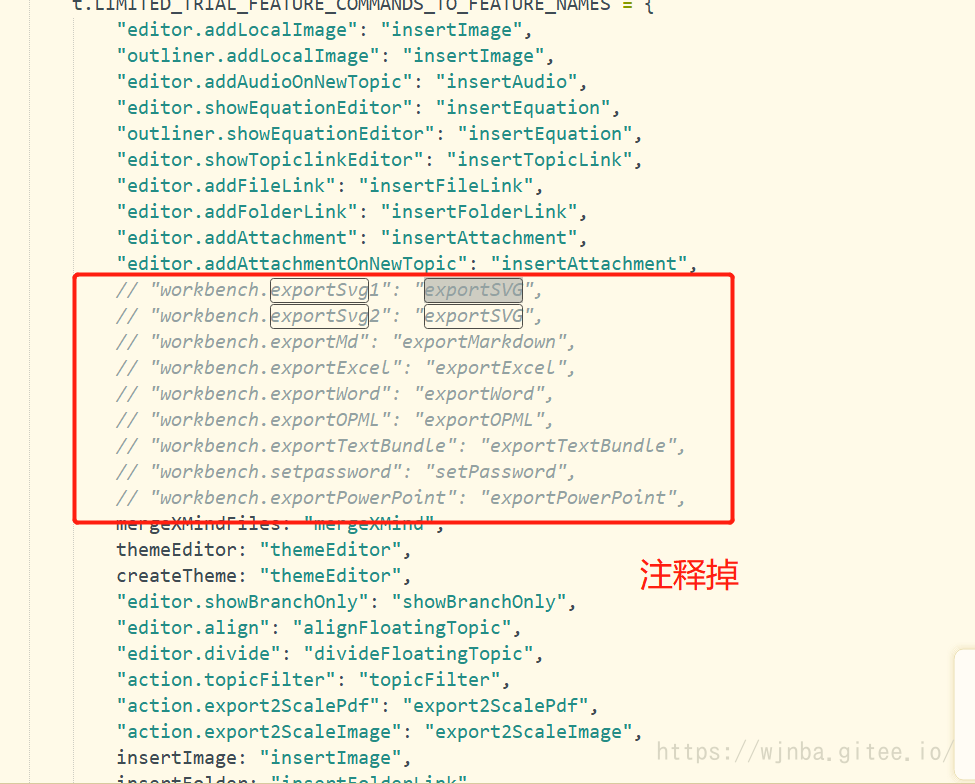 t.LIMITED_TRIAL_FEATURE_COMMANDS_TO_FEATURE_NAMES = {
"editor.addLocalImage": "insertImage",
"outliner.addLocalImage": "insertImage",
"editor.addAudioOnNewTopic": "insertAudio",
"editor.showEquationEditor": "insertEquation",
"outliner.showEquationEditor": "insertEquation",
"editor.showTopiclinkEditor": "insertTopicLink",
"editor.addFileLink": "insertFileLink",
"editor.addFolderLink": "insertFolderLink",
"editor.addAttachment": "insertAttachment",
"editor.addAttachmentOnNewTopic": "insertAttachment",
// "workbench.exportSvg1": "exportSVG",
// "workbench.exportSvg2": "exportSVG",
// "workbench.exportMd": "exportMarkdown",
// "workbench.exportExcel": "exportExcel",
// "workbench.exportWord": "exportWord",
// "workbench.exportOPML": "exportOPML",
// "workbench.exportTextBundle": "exportTextBundle",
// "workbench.setpassword": "setPassword",
// "workbench.exportPowerPoint": "exportPowerPoint",
mergeXMindFiles: "mergeXMind",
themeEditor: "themeEditor",
createTheme: "themeEditor",
注释掉
"editor.showBranchOnly": "showBranchOnly",
"editor.align": "alignFloatingTopic",
"editor.divide": "divideFloatingTopic",
"action.topicFilter": "topicFilter",
"action.export2ScalePdf": "export2ScalePdf",
"action.export2ScaleImage": "export2ScaleImage",
insertImage: "insertImage",
https://wjnba.gitee.io/
insertFolder: "insertFolderLink"